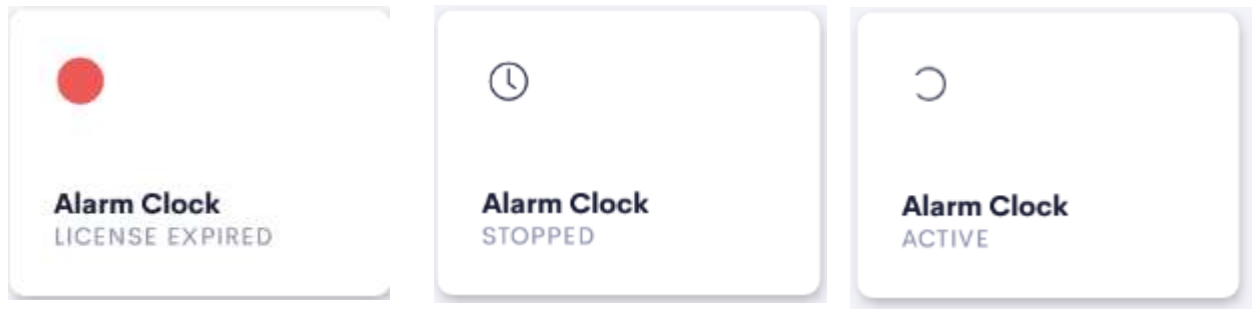 Alarm Clock
LICENSE EXPIRED
Alarm Clock
STOPPED
Alarm Clock
ACTIVE